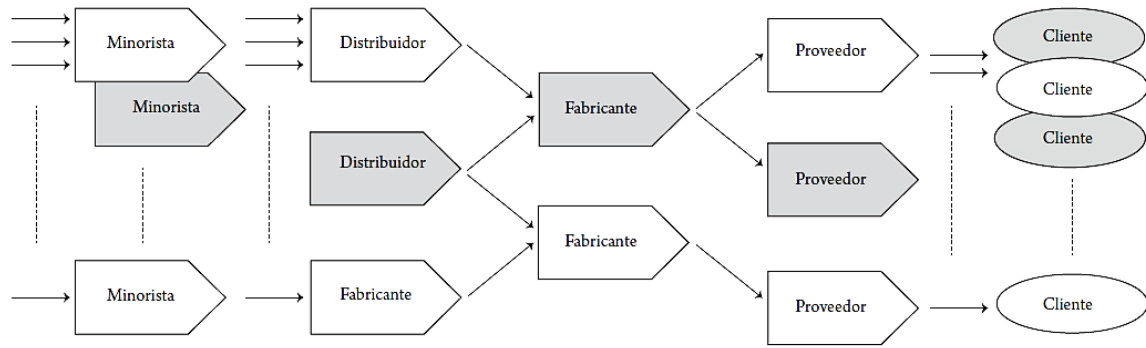 Minorista
Minorista
Minorista
Distribuidor
Distribuidor
Fabricante
Fabricante
Fabricante
Proveedor
Proveedor
Proveedor
Cliente
Cliente
Cliente
Cliente